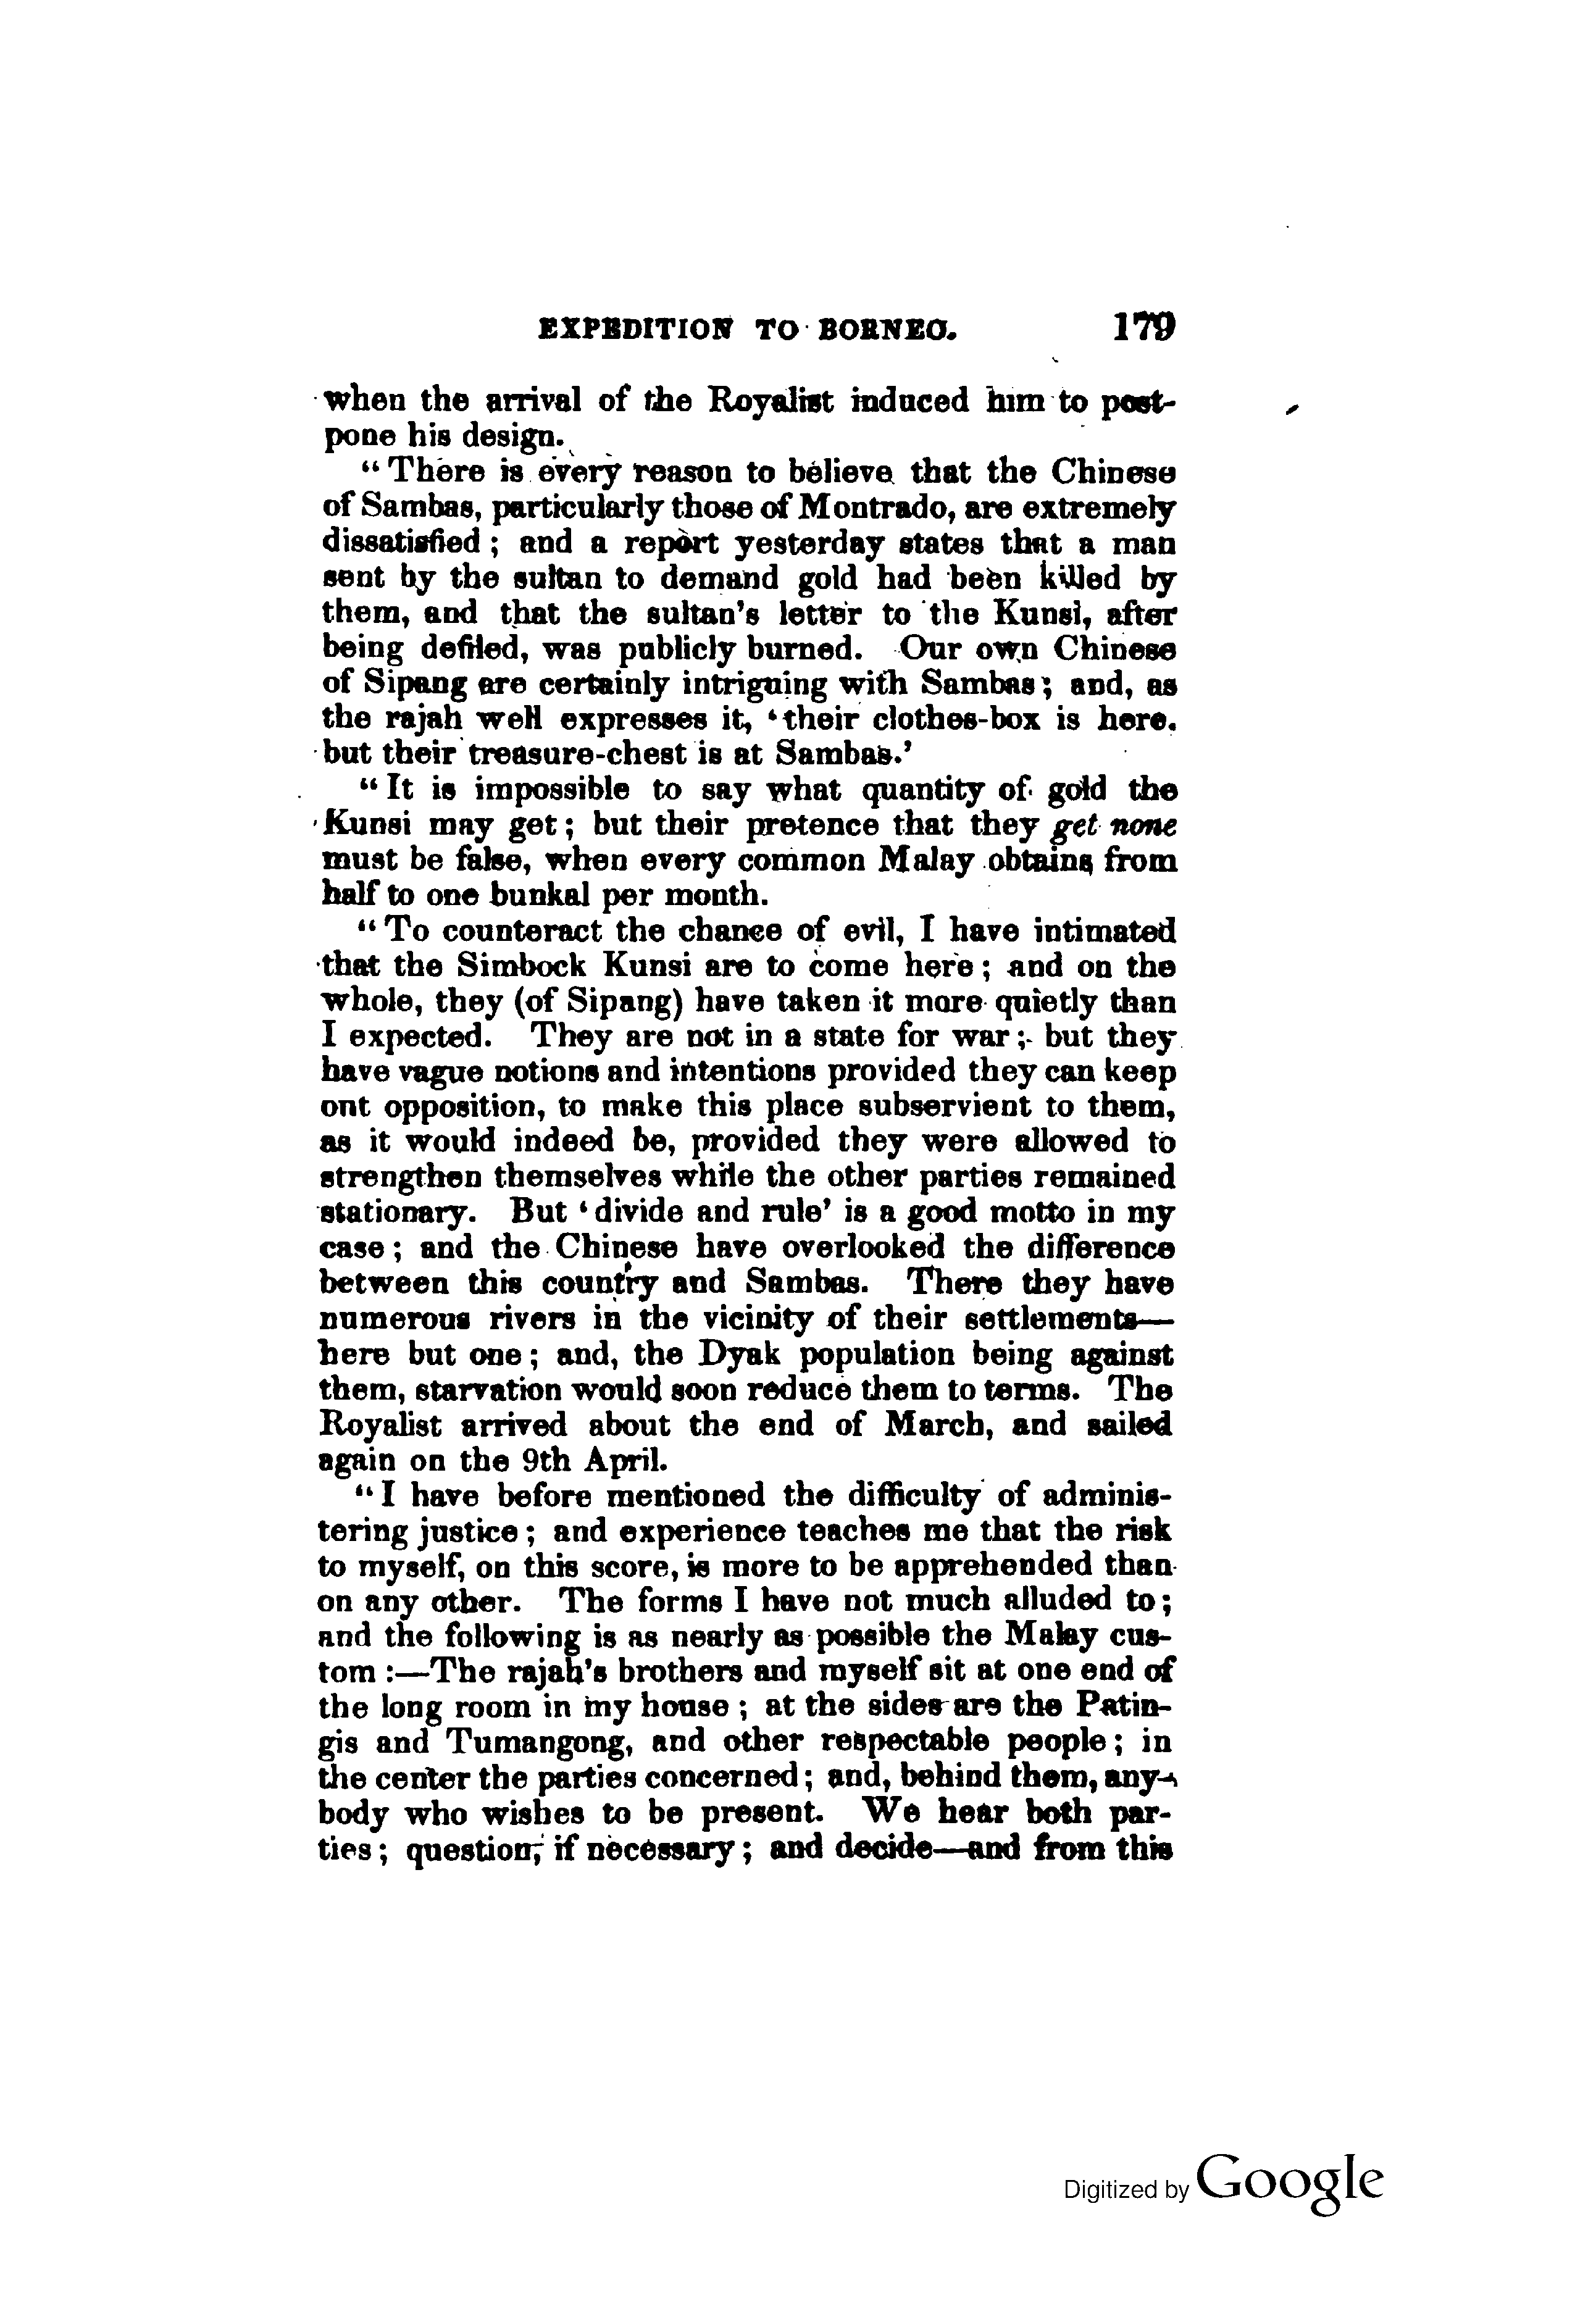 EXPEDITION TO BORNEO. 179
when the arrival of the Royalist induced him to post-
pone his design.
“There is every reason to believe that the Chinese
of Sambas, particularly those of Montrado, are extremely
dissatisfied; and a report yesterday states that a man
sent by the sultan to demand gold had been killed by
them, and that the sultan's letter to the Kunsi, after
being defiled, was publicly burned. Our own Chinese
of Sipang are certainly intriguing with Sambas; and, as
the rajah well expresses it, ‘their clothes-box is here.
but their treasure-chest is at Sambas.’
“It is impossible to say what quantity of gold the
Kunsi may get; but their pretence that they get none
must be false, when every common Malay obtains from
half to one bunkal per month.
“To counteract the chance of evil, I have intimated
that the Simbock Kunsi are to come here; and on the
whole, they (of Sipang) have taken it more quietly than
I expected. They are not in a state for war; but they
have vague notions and intentions provided they can keep
ont opposition, to make this place subservient to them,
as it would indeed be, provided they were allowed to
strengthen themselves while the other parties remained
stationary. But ‘divide and rule’ is a good motto in my
case; and the Chinese have overlooked the difference
between this country and Sambas. There they have
numerous rivers in the vicinity of their settlements—
here but one; and, the Dyak population being against
them, starvation would soon reduce them to terms. The
Royalist arrived about the end of March, and sailed
again on the 9th April.
“I have before mentioned the difficulty of adminis-
tering justice; and experience teaches me that the risk
to myself, on this score, is more to be apprehended than
on any other. The forms I have not much alluded to;
and the following is as nearly as possible the Malay cus-
tom:—The rajah's brothers and myself sit at one end of
the long room in my house; at the sides are the Patin-
gis and Tumangong, and other respectable people; in
the center the parties concerned; and, behind them, any-
body who wishes to be present. We hear both par-
ties; question, if necessary; and decide—and from this
Digitized by Google